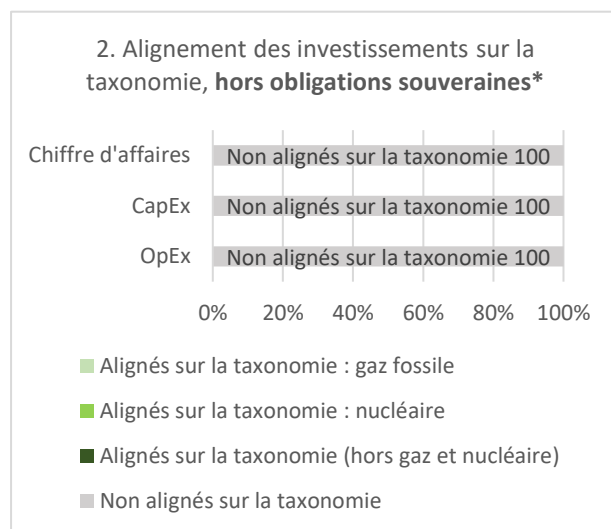 2. Alignement des investissements sur la
taxonomie, hors obligations souveraines*
Chiffre d'affaires
Non alignés sur la taxonomie 100
CapEx
Non alignés sur la taxonomie 100
OpEx
Non alignés sur la taxonomie 100
0% 20% 40% 60% 80% 100%
Alignés sur la taxonomie : gaz fossile
Alignés sur la taxonomie : nucléaire
Alignés sur la taxonomie (hors gaz et nucléaire)
Non alignés sur la taxonomie